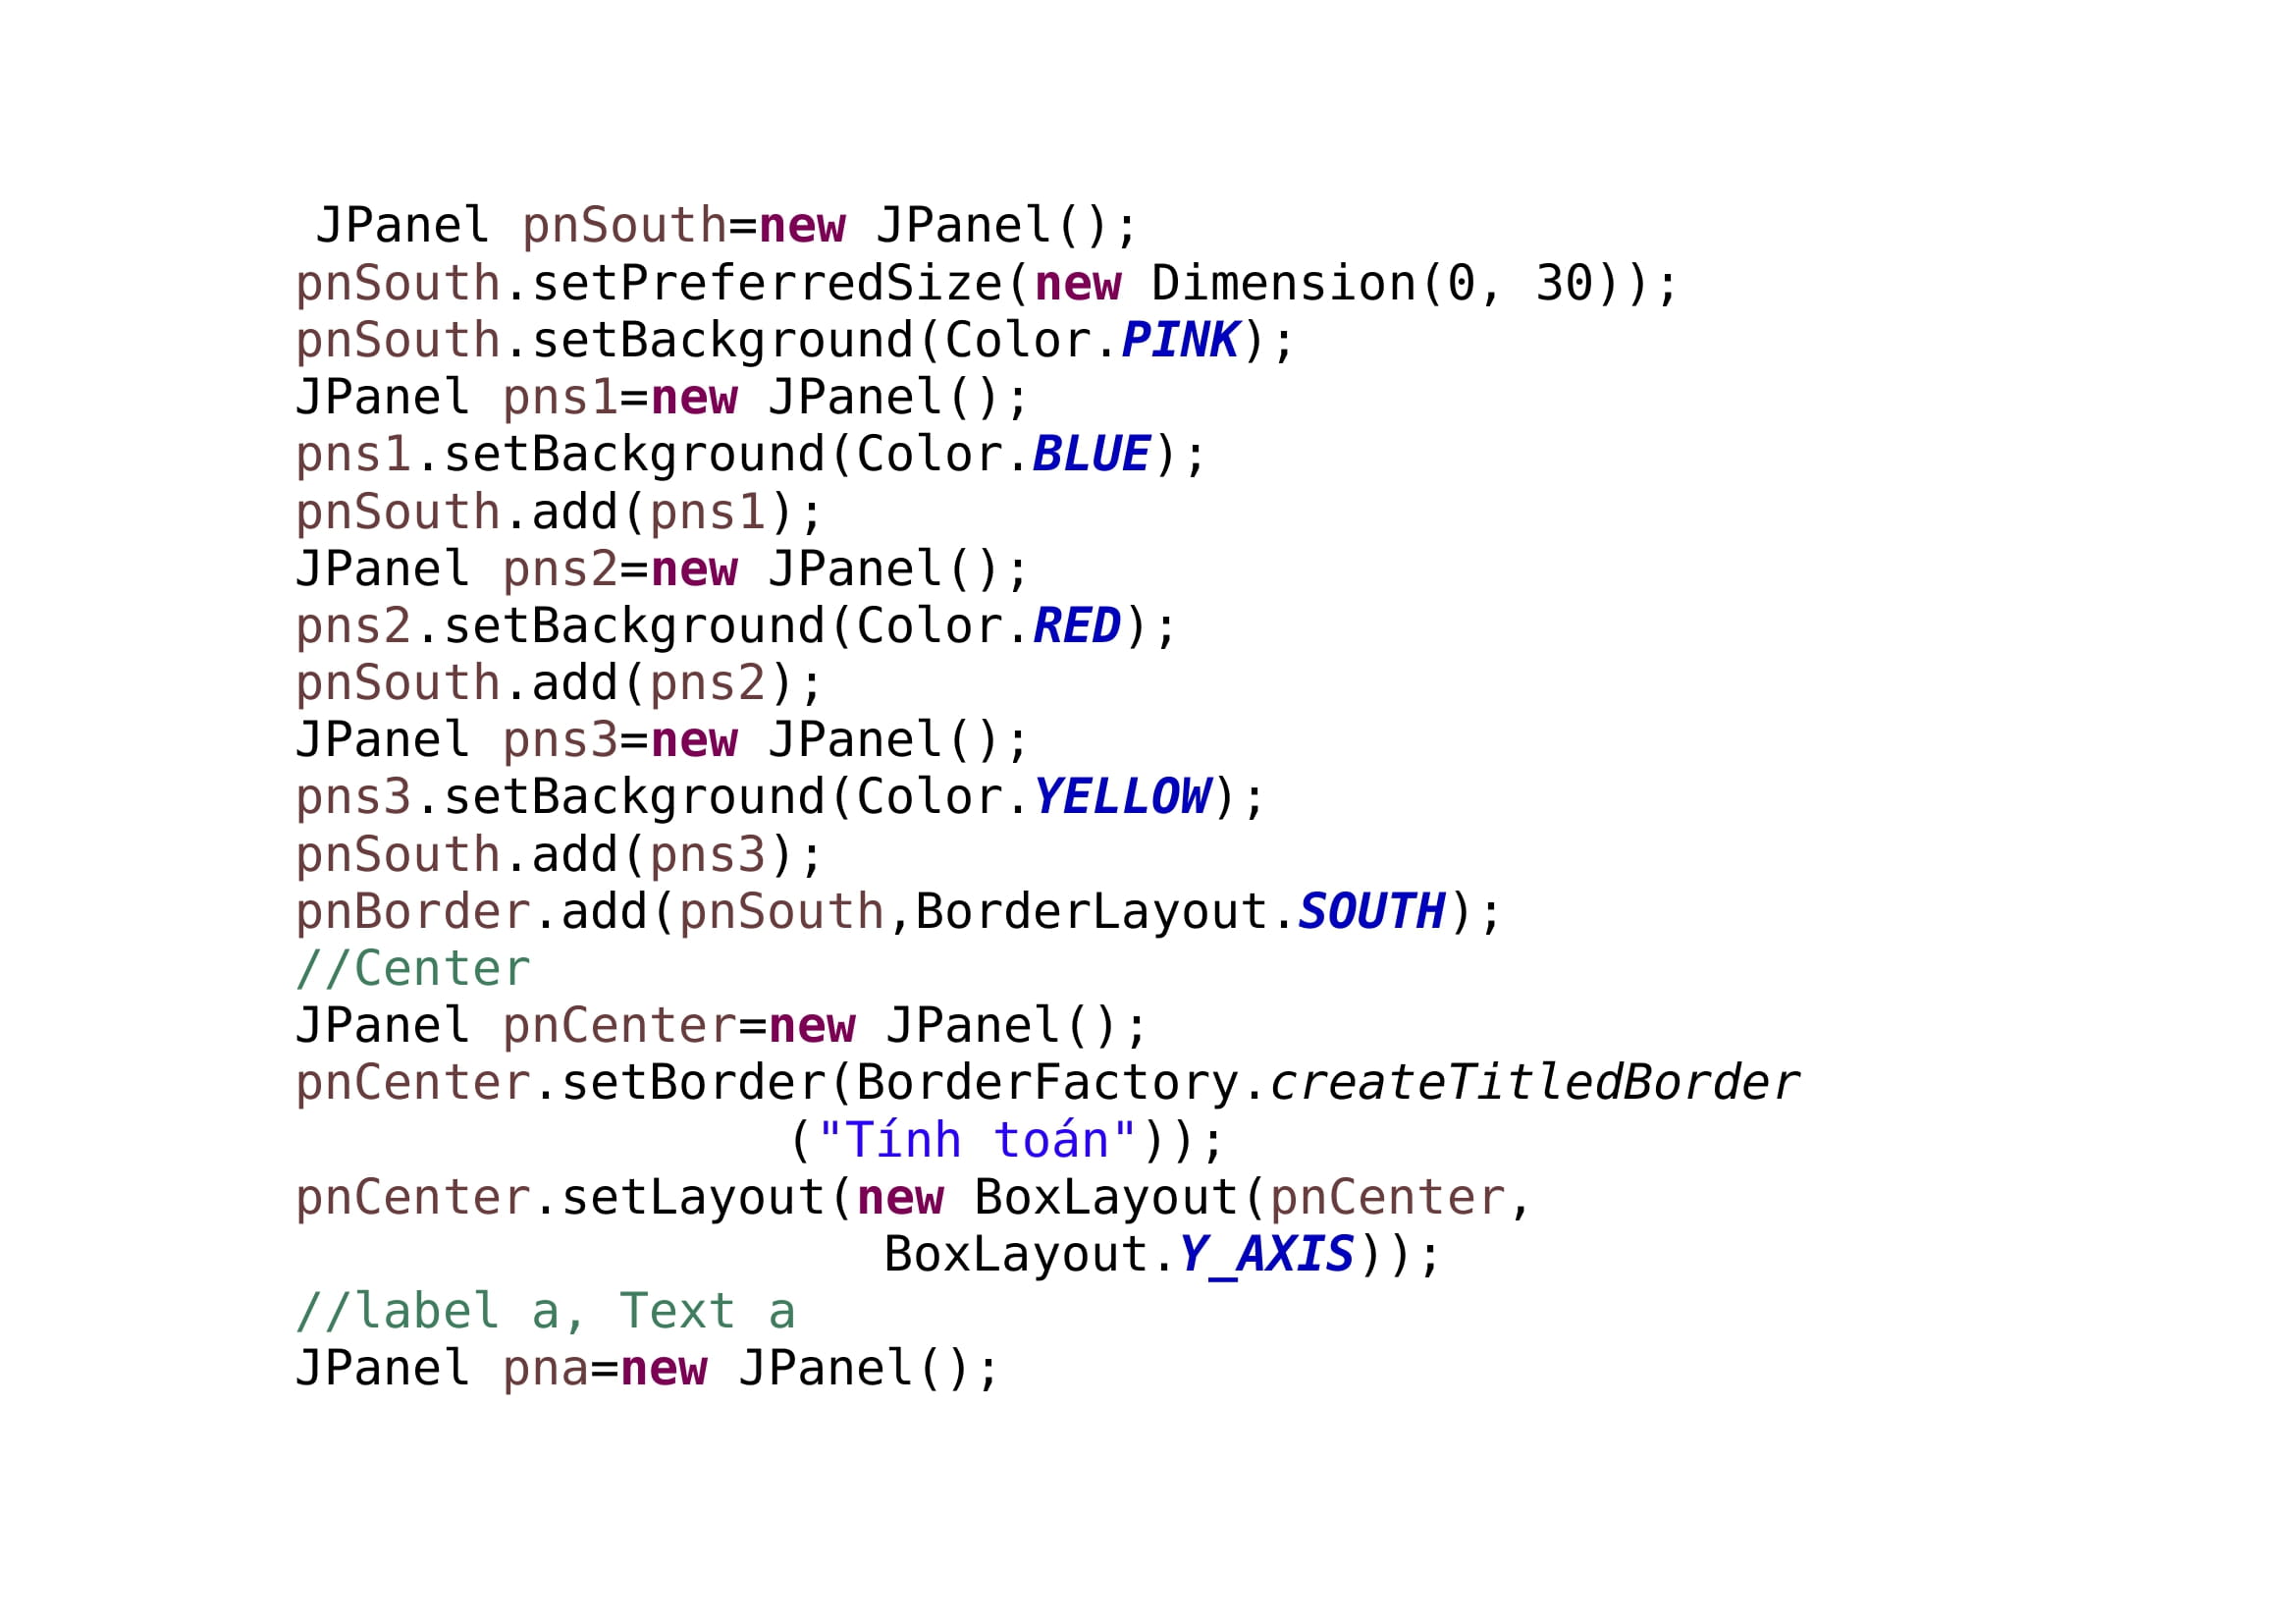 JPanel pnSouth=new JPanel();
pnSouth.setPreferredSize(new Dimension(0, 30));
pnSouth.setBackground(Color.PINK);
JPanel pns1=new JPanel();
pns1.setBackground(Color.BLUE);
pnSouth.add(pns1);
JPanel pns2=new JPanel();
pns2.setBackground(Color.RED);
pnSouth.add(pns2);
JPanel pns3=new JPanel();
pns3.setBackground(Color.YELLOW);
pnSouth.add(pns3);
pnBorder.add(pnSouth,BorderLayout.SOUTH);
//Center
JPanel pnCenter=new JPanel();
pnCenter.setBorder(BorderFactory.createTitledBorder
("Tính toán"));
pnCenter.setLayout(new BoxLayout(pnCenter,
BoxLayout.Y_AXIS));
//label a, Text a
JPanel pna=new JPanel();